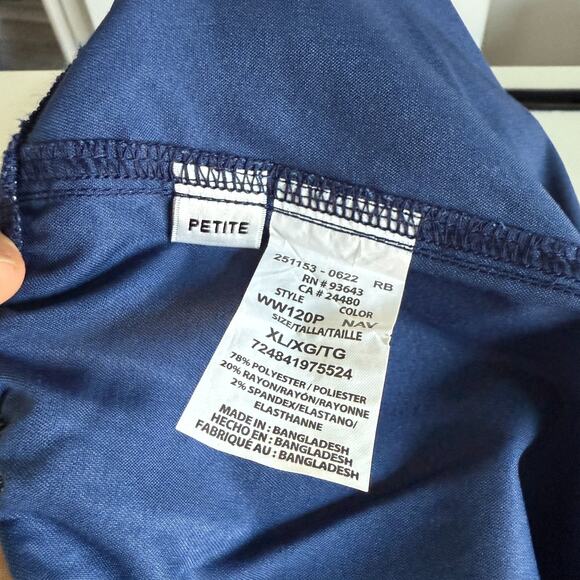 PETITE
251153 - 0622 RB
RN # 93643
CA # 24480
STYLE COLOR
WW120P NAV
SIZE/TALLA/TAILLE
XL/XG/TG
724841975524
78% POLYESTER / POLIESTER
20% RAYON/RAYÓN/RAYONNE
2% SPANDEX/ELASTANO/
ELASTHANNE
MADE IN : BANGLADESH
HECHO EN : BANGLADESH
FABRIQUÉ AU : BANGLADESH